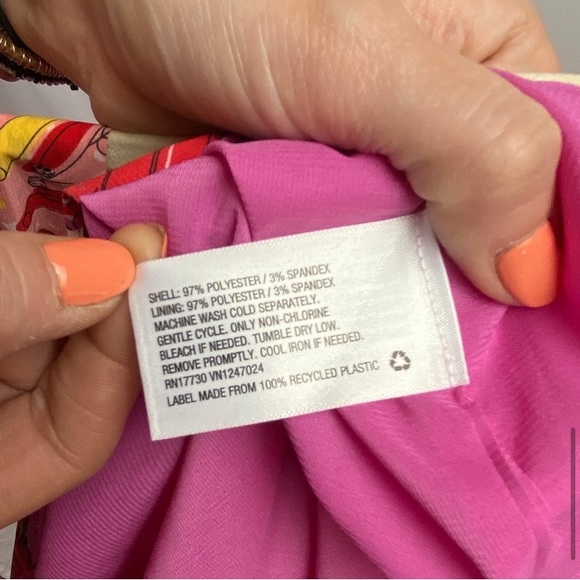 SHELL: 97% POLYESTER / 3% SPANDEX
LINING: 97% POLYESTER / 3% SPANDEX
MACHINE WASH COLD SEPARATELY.
GENTLE CYCLE. ONLY NON-CHLORINE
BLEACH IF NEEDED. TUMBLE DRY LOW.
REMOVE PROMPTLY. COOL IRON IF NEEDED.
RN17730 VN1247024
LABEL MADE FROM 100% RECYCLED PLASTIC